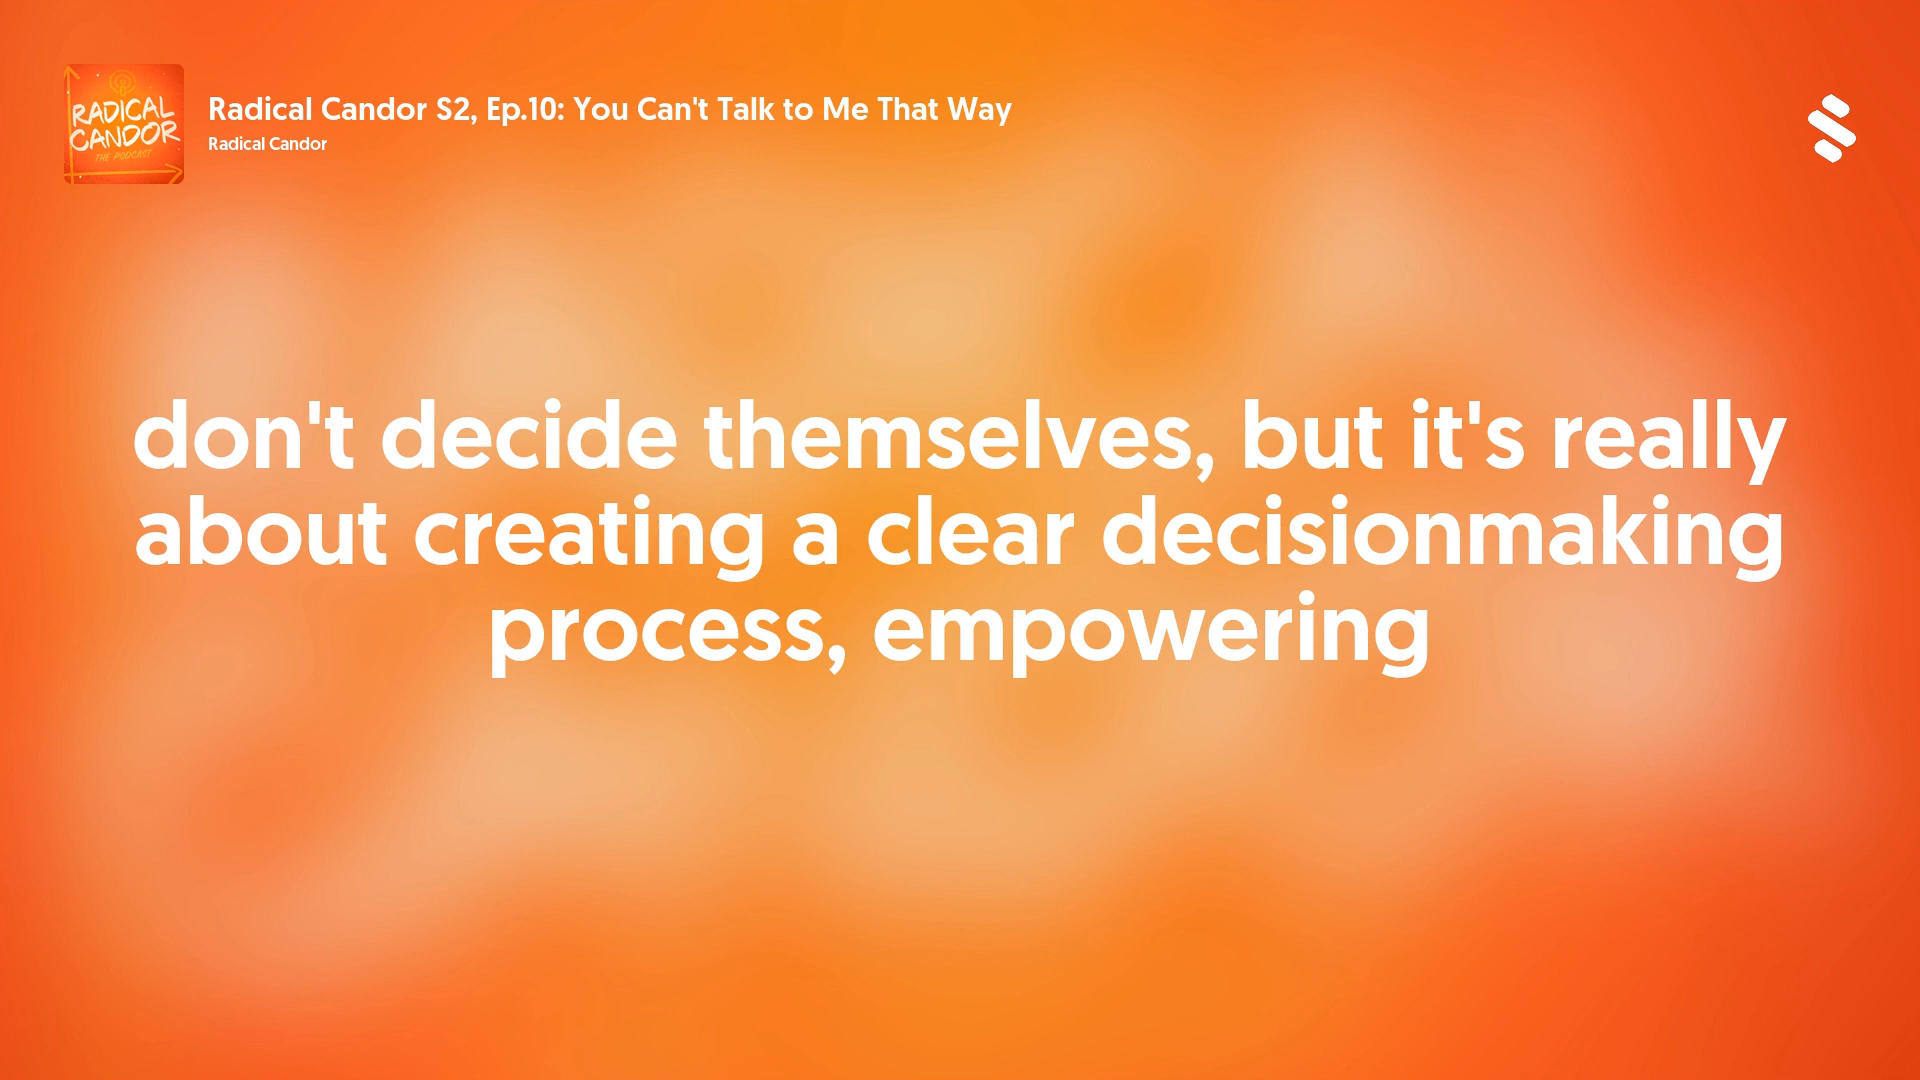 RADICAL
CANDOR
THE PODCAST
Radical Candor S2, Ep.10: You Can't Talk to Me That Way
Radical Candor
don't decide themselves, but it's really
about creating a clear decisionmaking
process, empowering